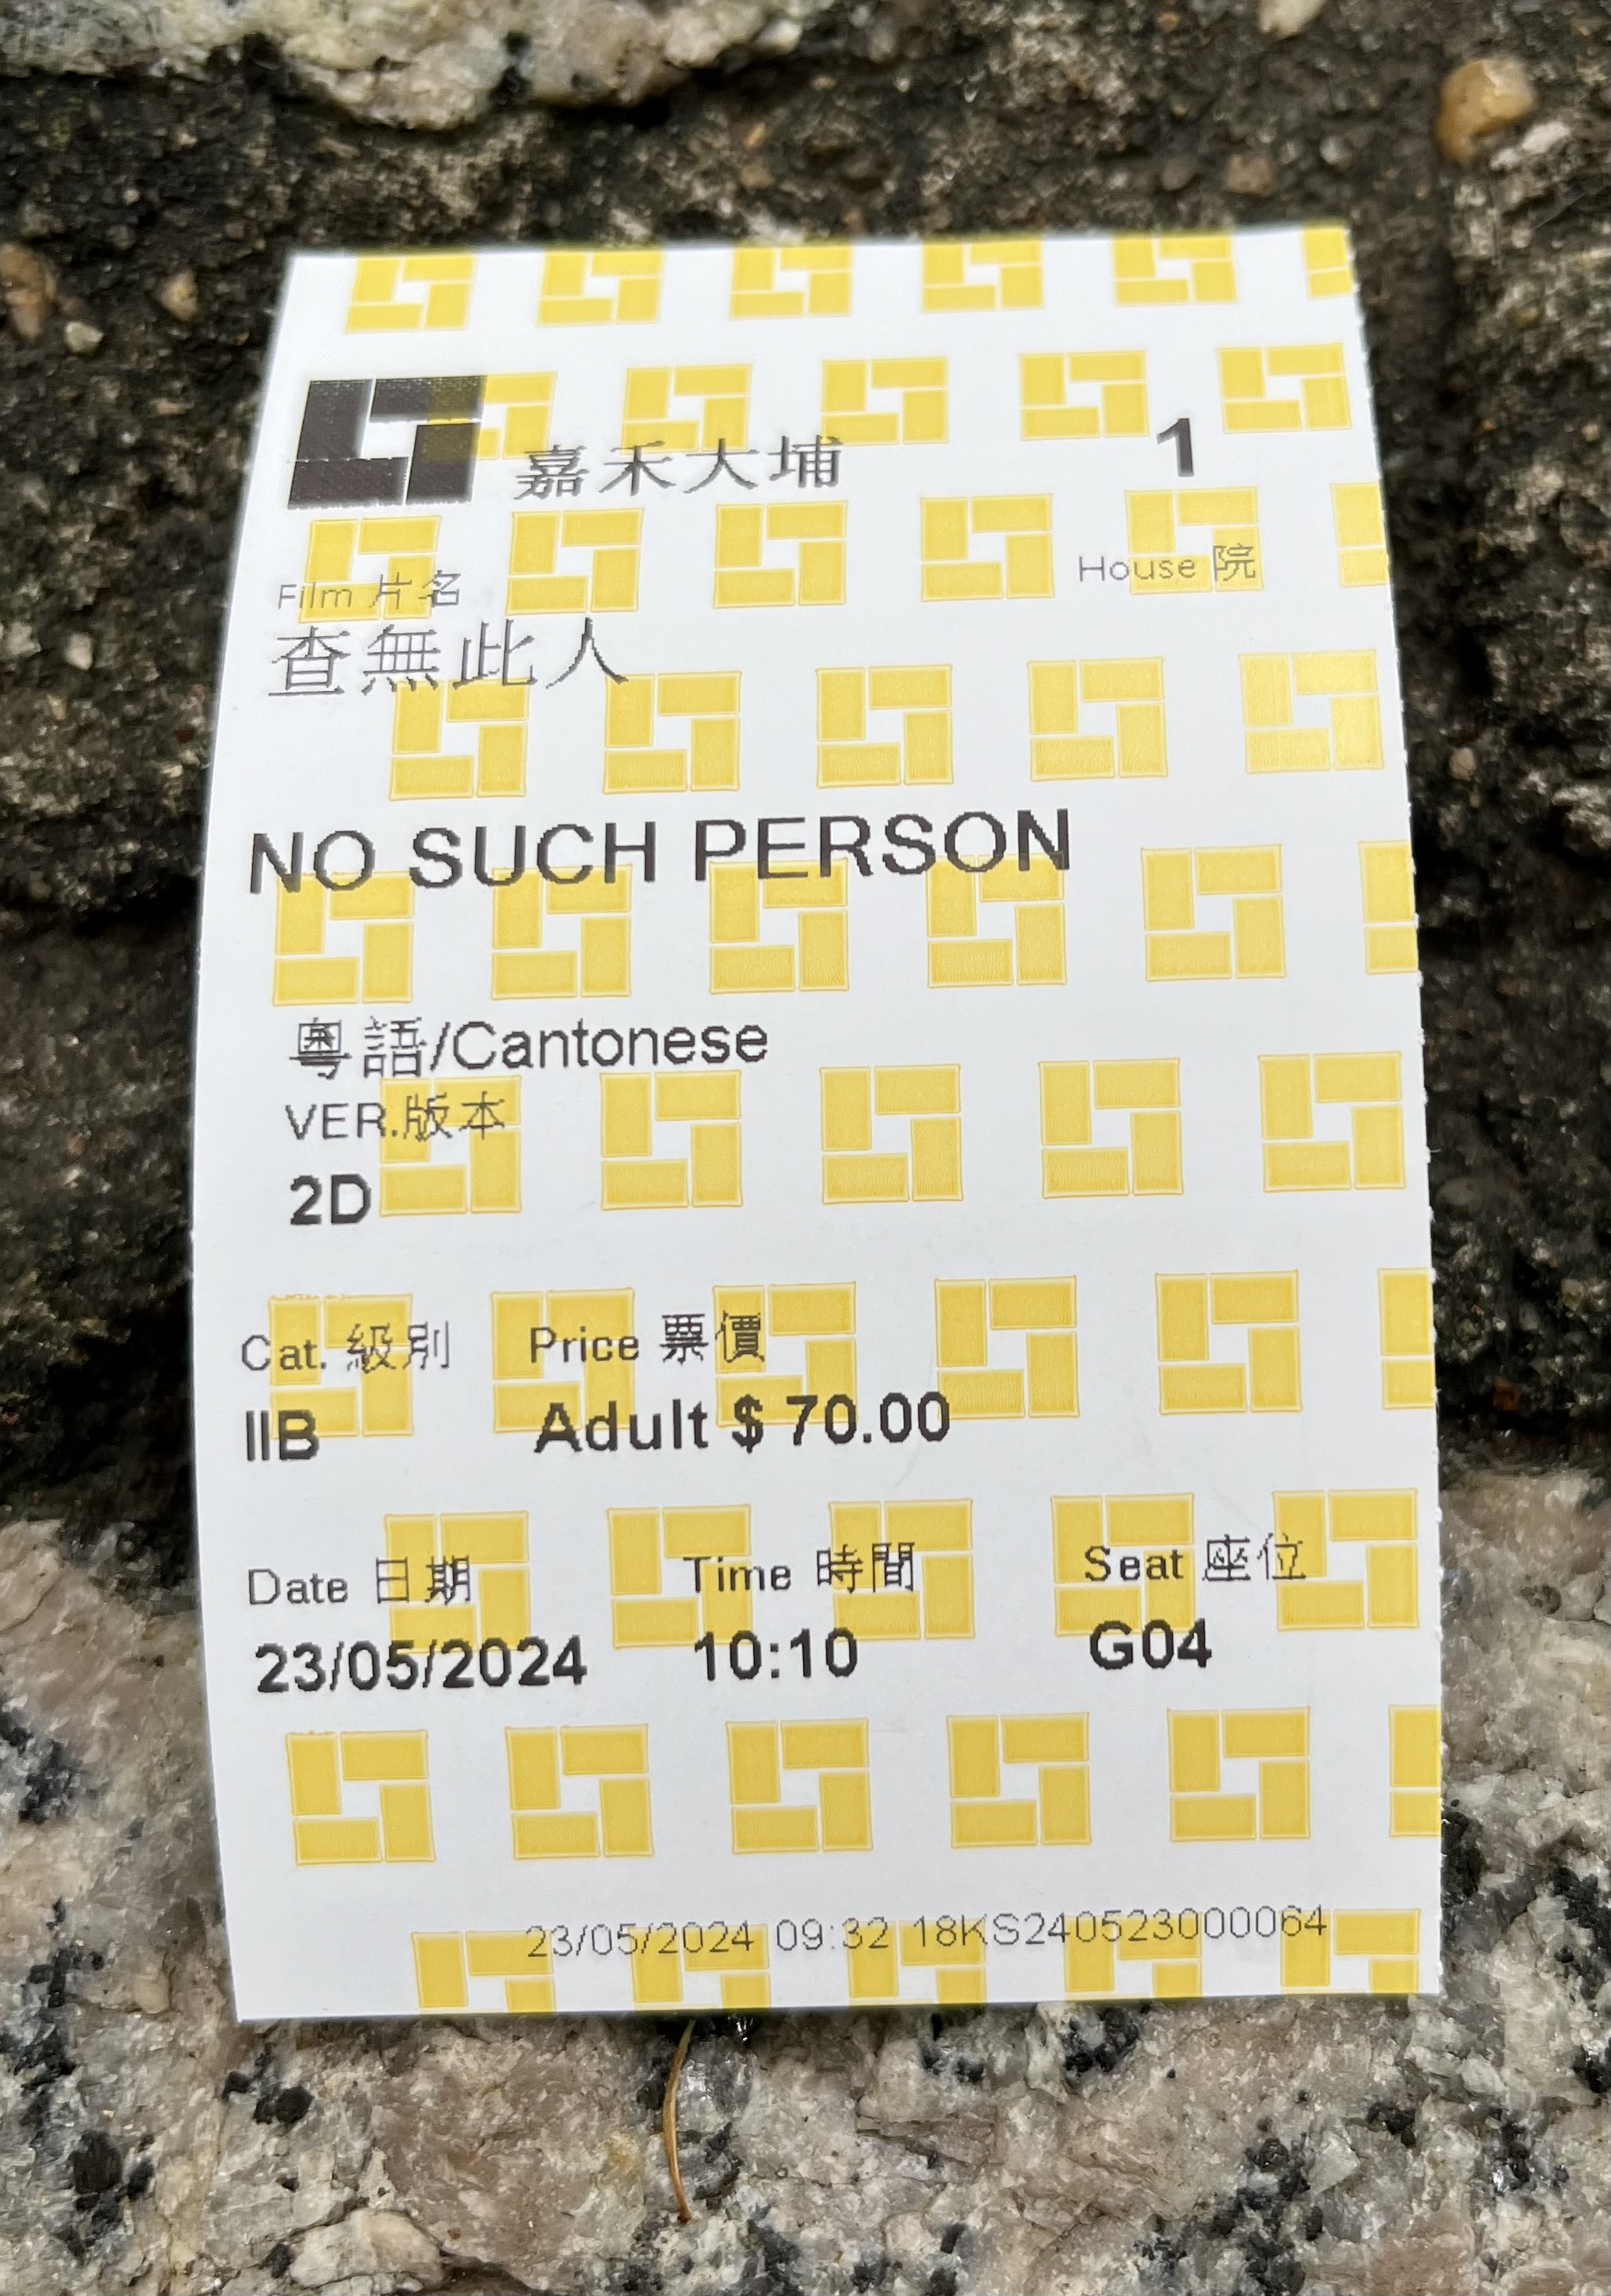 嘉禾大埔 1
Film 片名 House 院
查無此人
NO SUCH PERSON
粵語/Cantonese
VER.版本
2D
Cat. 級別 Price 票價
IIB Adult $ 70.00
Date 日期 Time 時間 Seat 座位
23/05/2024 10:10 G04
23/05/2024 09:32 18KS240523000064